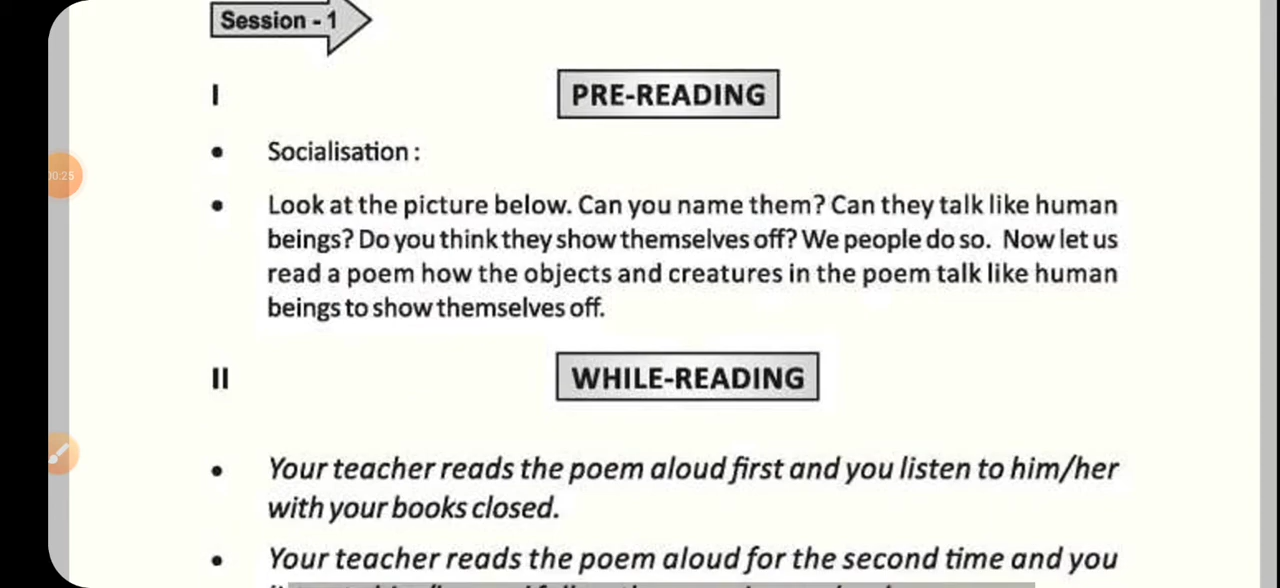 Session - 1
I
PRE-READING
• Socialisation :
• Look at the picture below. Can you name them? Can they talk like human
beings? Do you think they show themselves off? We people do so. Now let us
read a poem how the objects and creatures in the poem talk like human
beings to show themselves off.
00:25
II
WHILE-READING
• Your teacher reads the poem aloud first and you listen to him/her
with your books closed.
• Your teacher reads the poem aloud for the second time and you